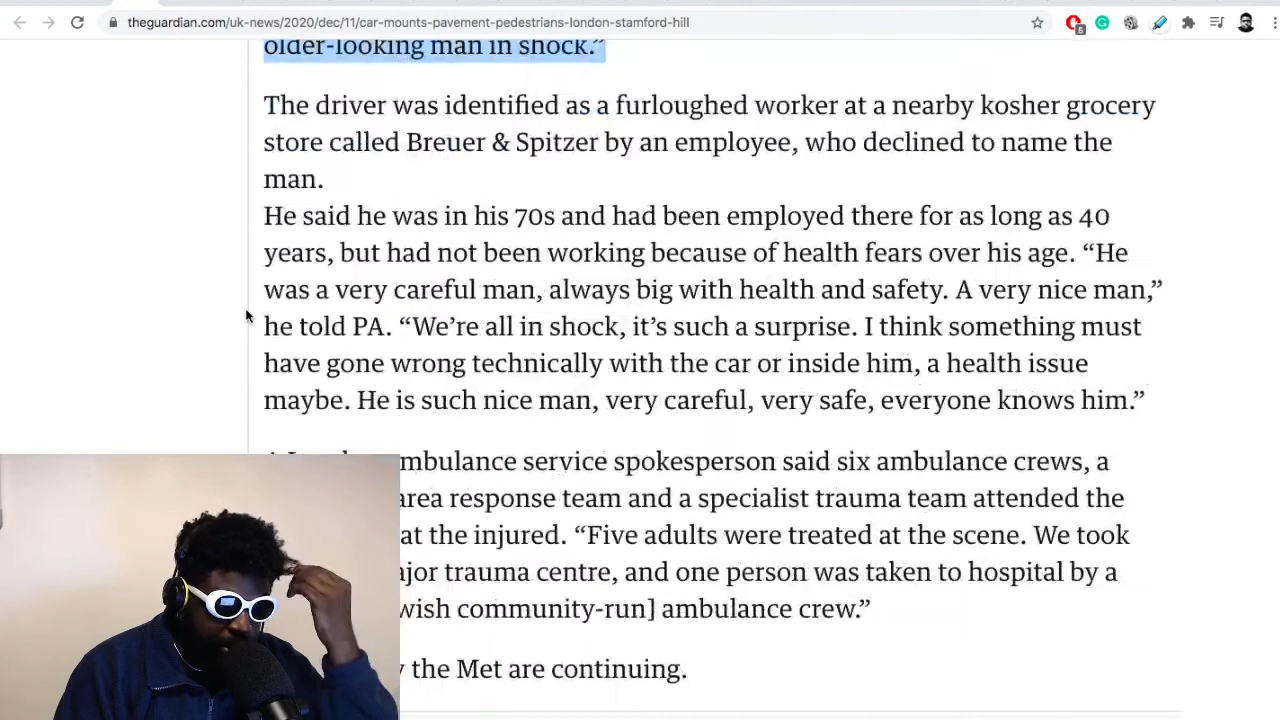 theguardian.com/uk-news/2020/dec/11/car-mounts-pavement-pedestrians-london-stamford-hill
5
older-looking man in shock.”
The driver was identified as a furloughed worker at a nearby kosher grocery
store called Breuer & Spitzer by an employee, who declined to name the
man.
He said he was in his 70s and had been employed there for as long as 40
years, but had not been working because of health fears over his age. “He
was a very careful man, always big with health and safety. A very nice man,”
he told PA. “We’re all in shock, it’s such a surprise. I think something must
have gone wrong technically with the car or inside him, a health issue
maybe. He is such nice man, very careful, very safe, everyone knows him.”
mbulance service spokesperson said six ambulance crews, a
area response team and a specialist trauma team attended the
at the injured. “Five adults were treated at the scene. We took
ajor trauma centre, and one person was taken to hospital by a
wish community-run] ambulance crew.”
y the Met are continuing.